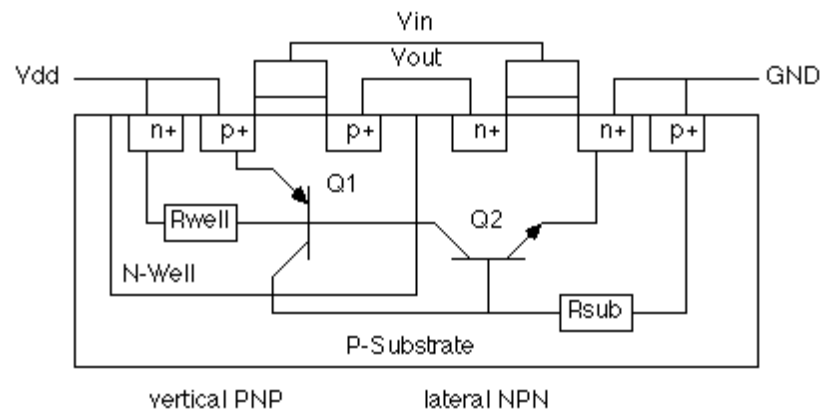 Vin
Vdd
Vout
GND
n+
p+
p+
n+
n+
p+
Q1
Rwell
Q2
N-Well
Rsub
P-Substrate
vertical PNP
lateral NPN